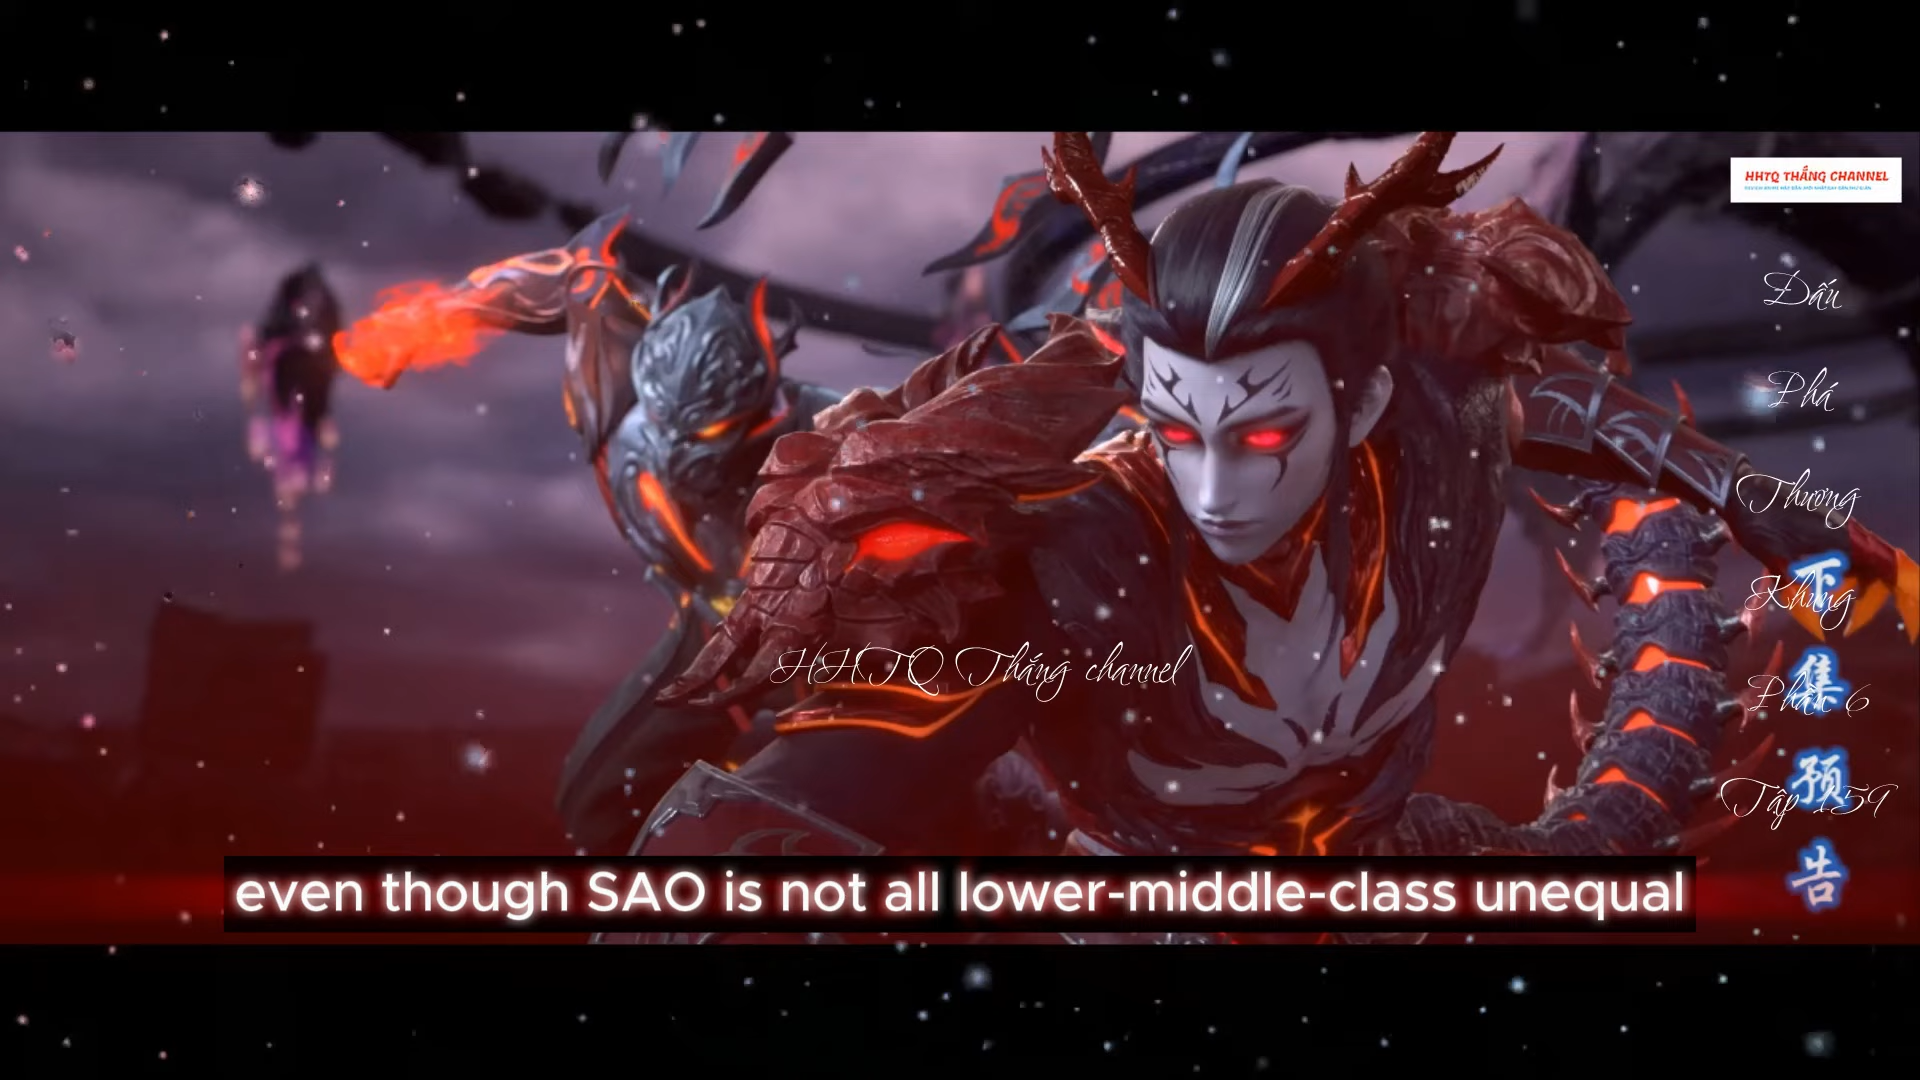 HHTQ THẮNG CHANNEL
Đấu
Phá
Thương
Khung
Phần 6
Tập 159
下集预告
HHTQ Thắng channel
even though SAO is not all lower-middle-class unequal